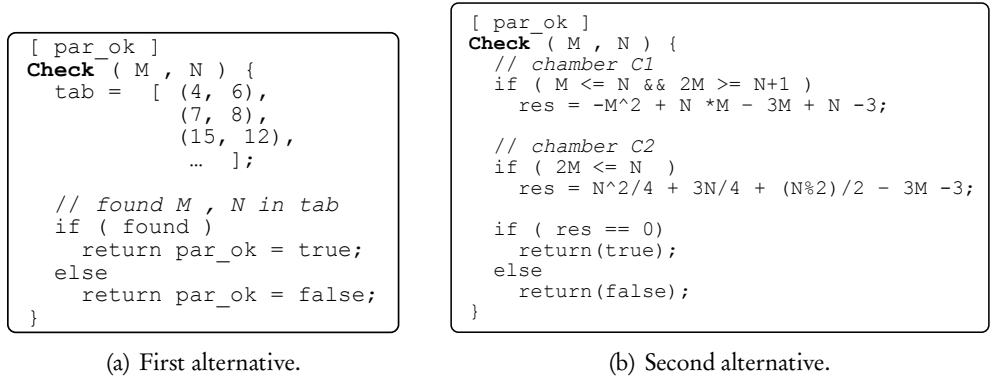 [ par_ok ]
Check ( M , N ) {
tab = [ (4, 6),
(7, 8),
(15, 12),
… ];
// found M , N in tab
if ( found )
return par_ok = true;
else
return par_ok = false;
}
(a) First alternative.
[ par_ok ]
Check ( M , N ) {
// chamber C1
if ( M <= N && 2M >= N+1 )
res = -M^2 + N *M – 3M + N -3;
// chamber C2
if ( 2M <= N )
res = N^2/4 + 3N/4 + (N%2)/2 – 3M -3;
if ( res == 0)
return(true);
else
return(false);
}
(b) Second alternative.